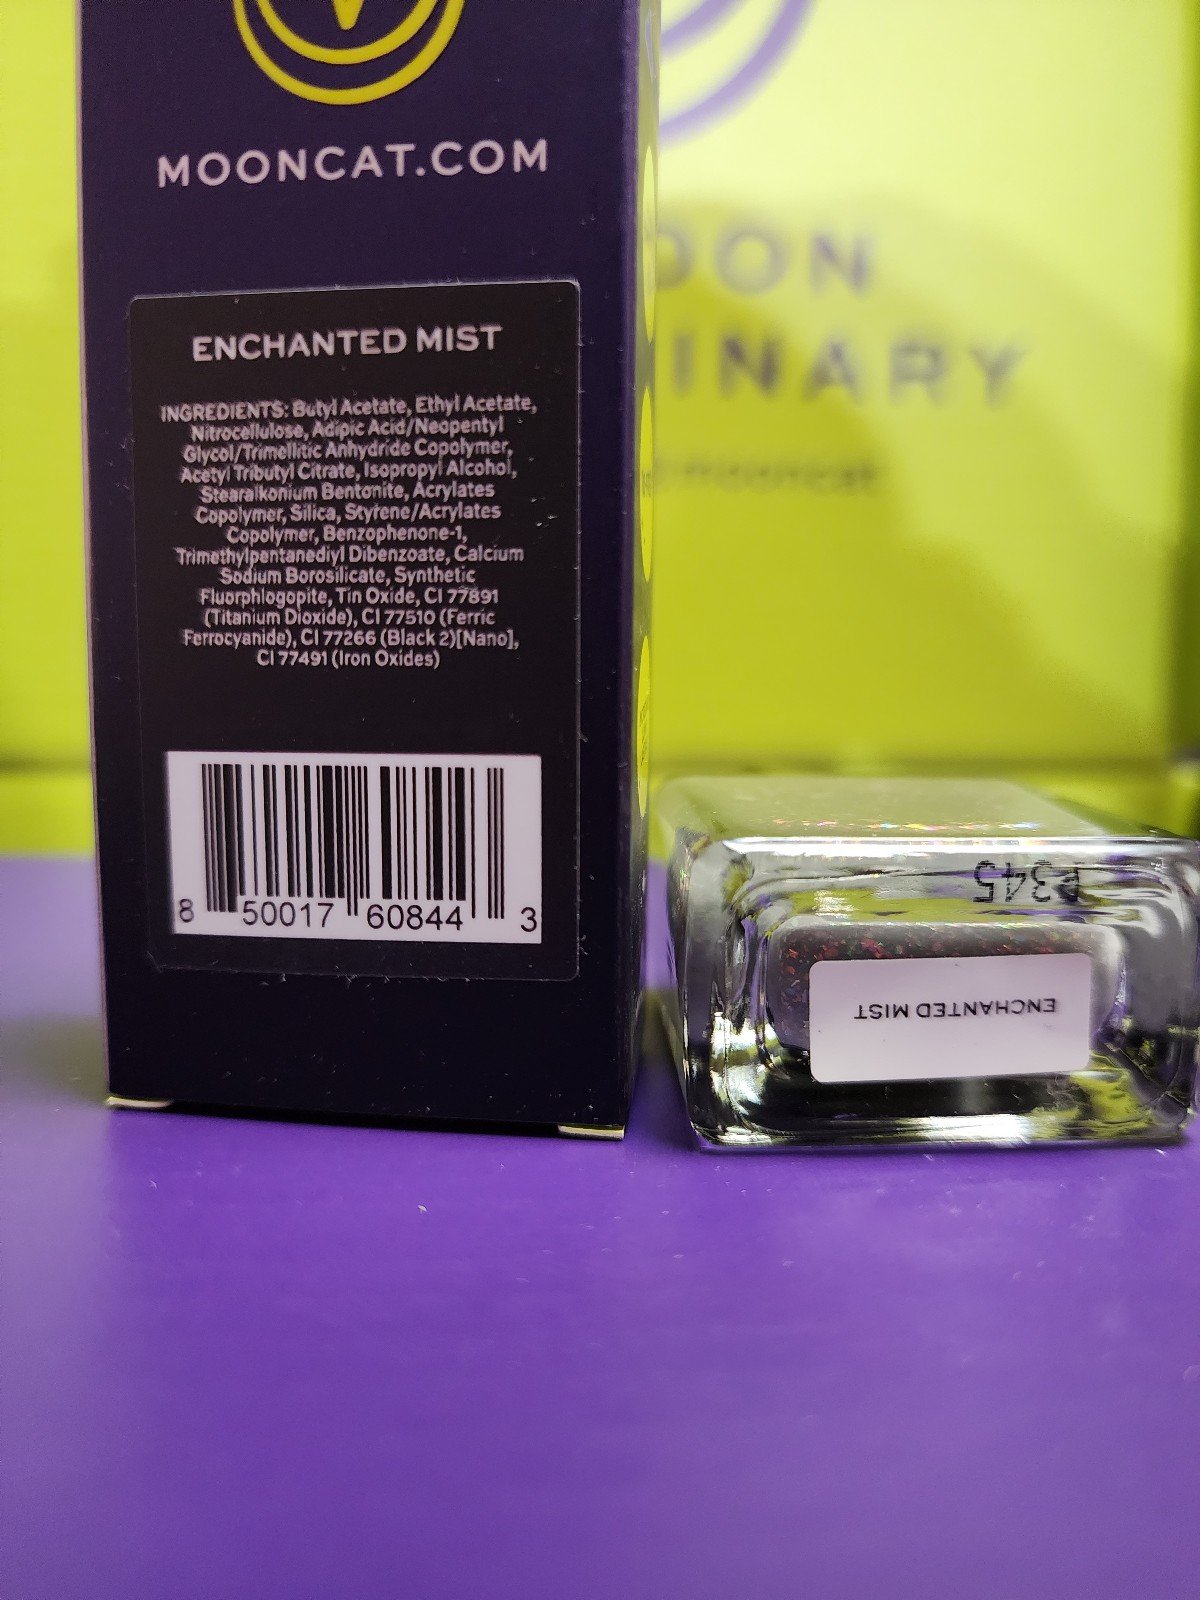 MOONCAT.COM
ENCHANTED MIST
INGREDIENTS: Butyl Acetate, Ethyl Acetate,
Nitrocellulose, Adipic Acid/Neopentyl
Glycol/Trimellitic Anhydride Copolymer,
Acetyl Tributyl Citrate, Isopropyl Alcohol,
Stearalkonium Bentonite, Acrylates
Copolymer, Silica, Styrene/Acrylates
Copolymer, Benzophenone-1,
Trimethylpentanediyl Dibenzoate, Calcium
Sodium Borosilicate, Synthetic
Fluorphlogopite, Tin Oxide, CI 77891
(Titanium Dioxide), CI 77510 (Ferric
Ferrocyanide), CI 77266 (Black 2)[Nano],
CI 77491 (Iron Oxides)
8 50017 60844 3
OON
INARY
mooncat
ENCHANTED MIST